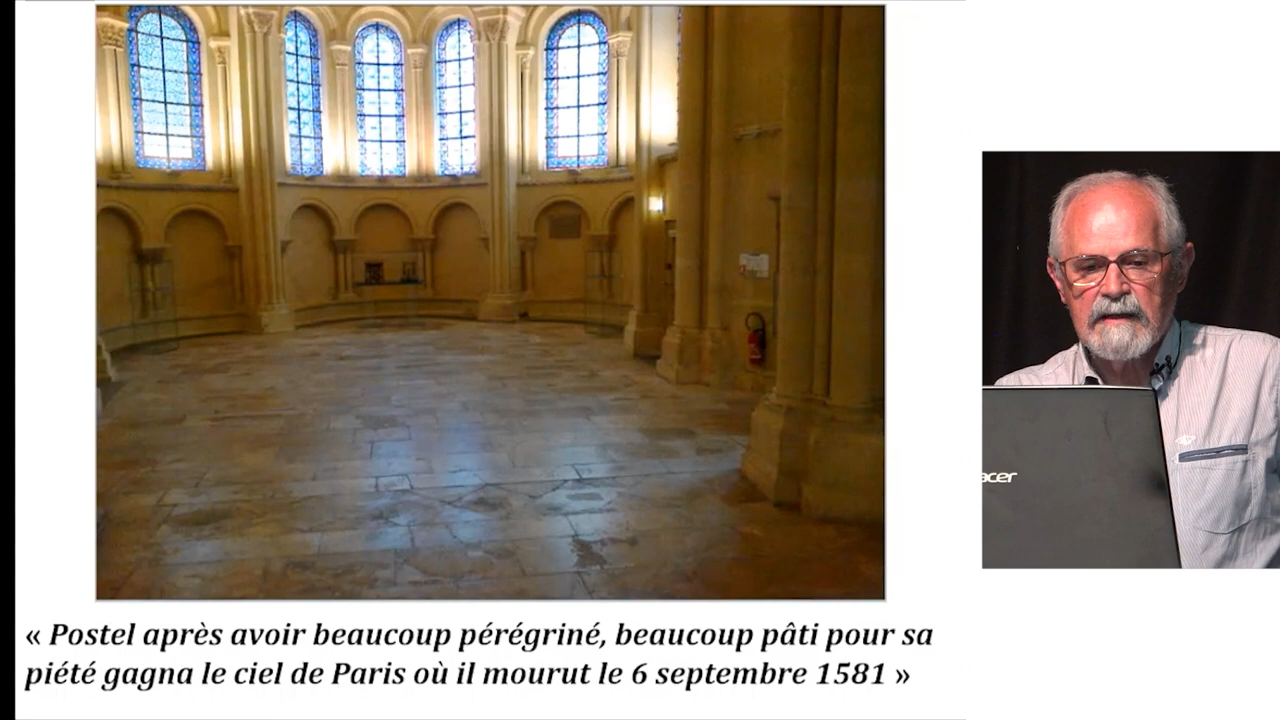 « Postel après avoir beaucoup pérégriné, beaucoup pâti pour sa
piété gagna le ciel de Paris où il mourut le 6 septembre 1581 »
acer